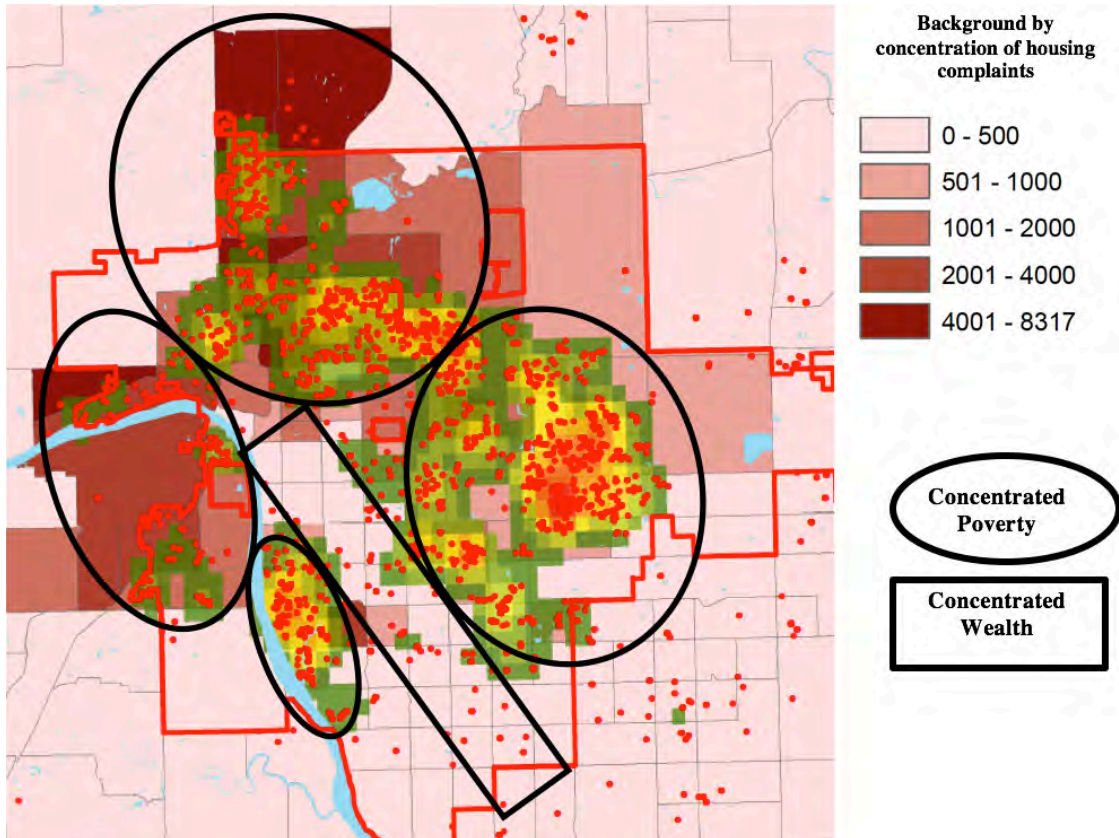 Background by
concentration of housing
complaints
0 - 500
501 - 1000
1001 - 2000
2001 - 4000
4001 - 8317
Concentrated
Poverty
Concentrated
Wealth